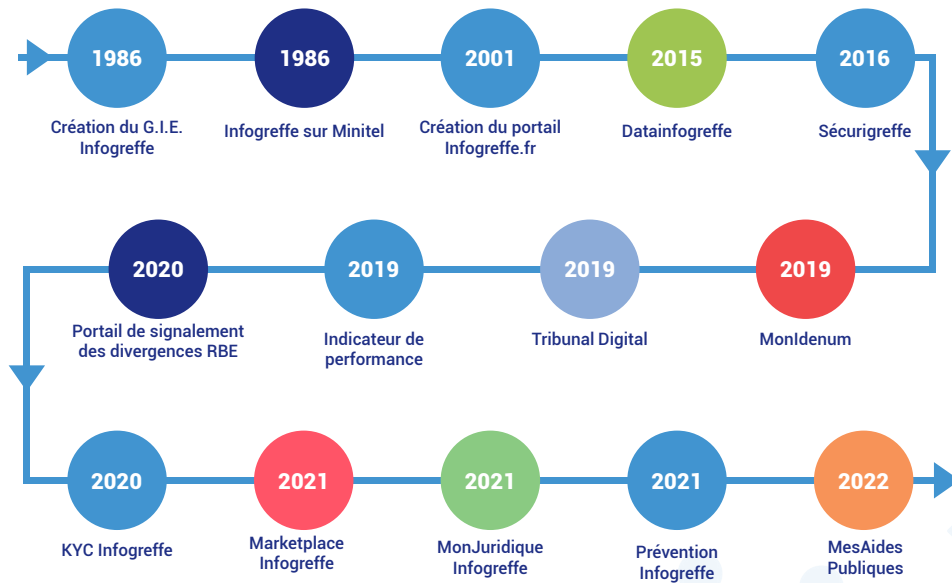 1986
Création du G.I.E.
Infogreffe
1986
Infogreffe sur Minitel
2001
Création du portail
Infogreffe.fr
2015
Datainfogreffe
2016
Sécurigreffe
2019
MonIdenum
2019
Tribunal Digital
2019
Indicateur de
performance
2020
Portail de signalement
des divergences RBE
2020
KYC Infogreffe
2021
Marketplace
Infogreffe
2021
MonJuridique
Infogreffe
2021
Prévention
Infogreffe
2022
MesAides
Publiques